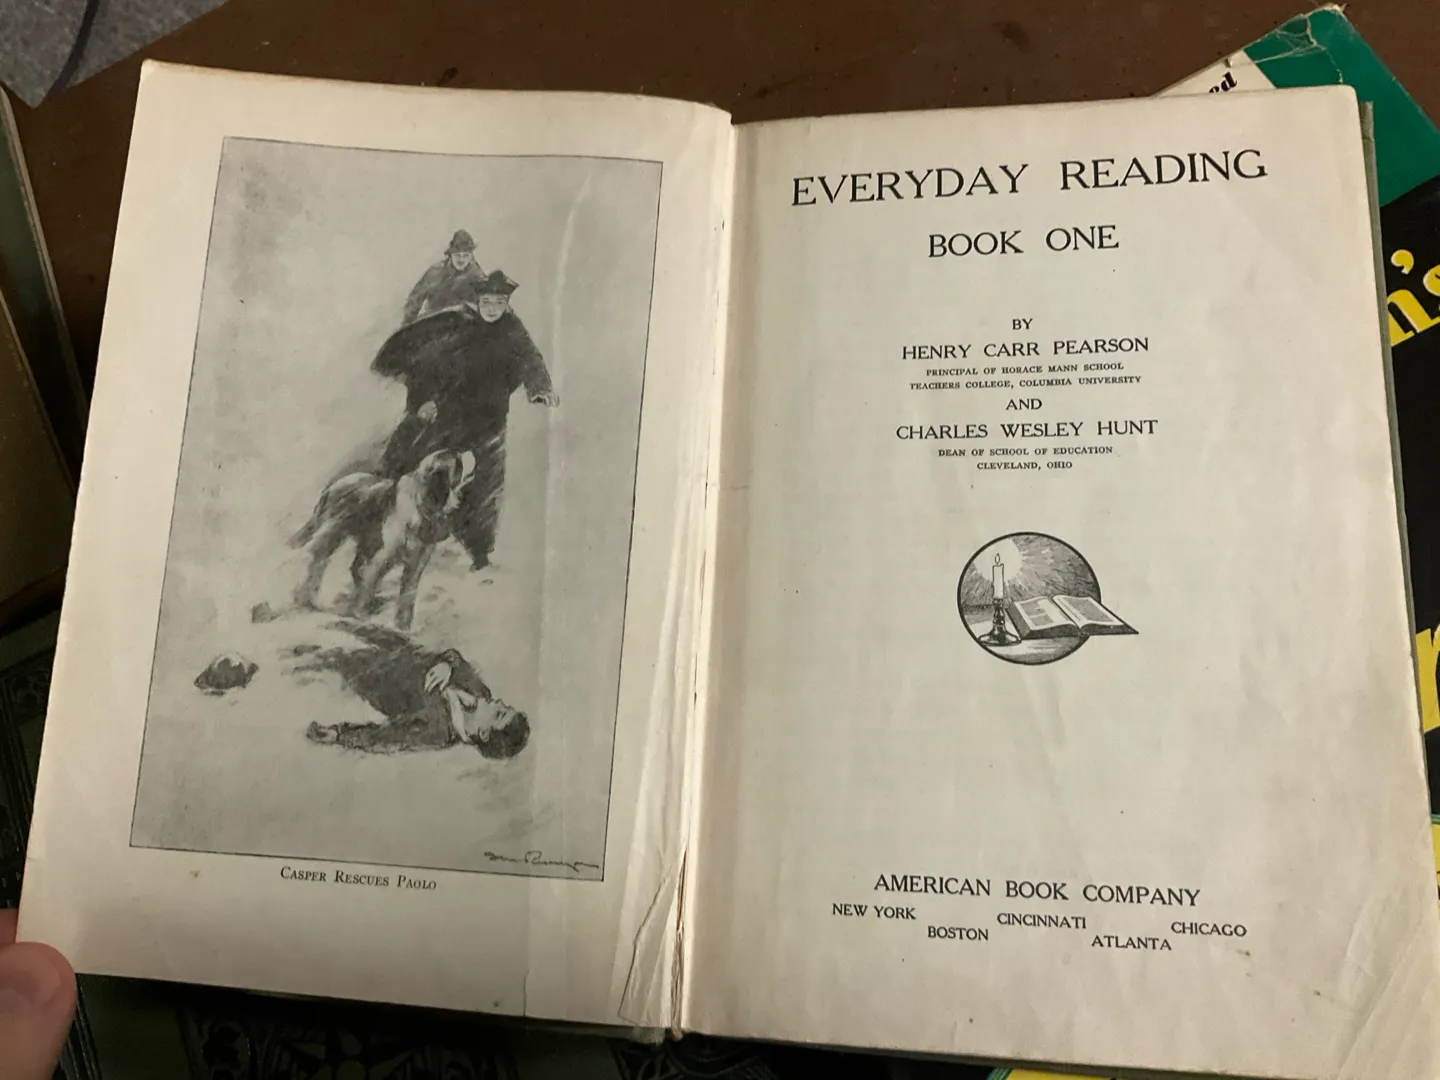 CASPER RESCUES PAOLO
EVERYDAY READING
BOOK ONE
BY
HENRY CARR PEARSON
PRINCIPAL OF HORACE MANN SCHOOL
TEACHERS COLLEGE, COLUMBIA UNIVERSITY
AND
CHARLES WESLEY HUNT
DEAN OF SCHOOL OF EDUCATION
CLEVELAND, OHIO
AMERICAN BOOK COMPANY
NEW YORK CINCINNATI CHICAGO
BOSTON ATLANTA